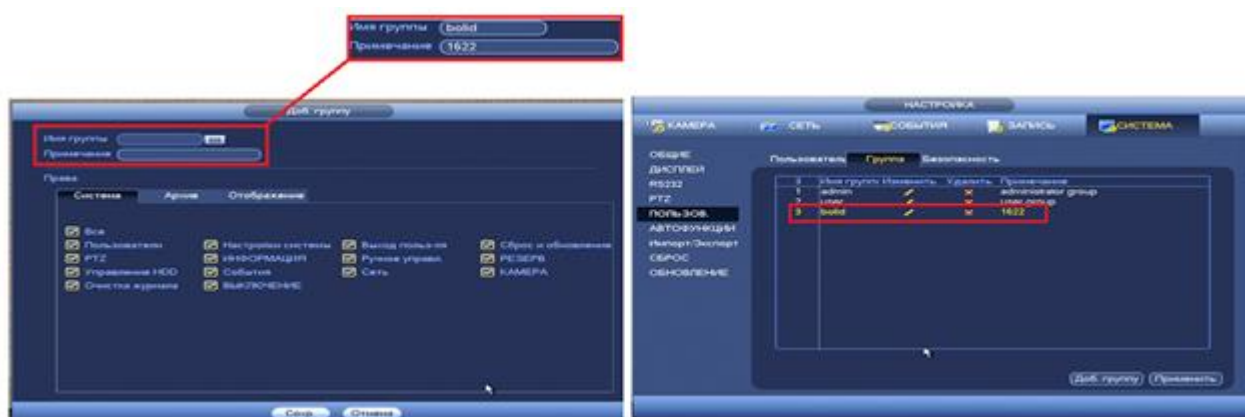 Имя группы bolid
Примечание 1622
Доб. группу
Имя группы
Примечание
Права
Система Архив Отображение
Все
Пользователи Настройки системы Выход польз-ля Сброс и обновление
PTZ ИНФОРМАЦИЯ Ручное управл. РЕЗЕРВ
Управление HDD События Сеть КАМЕРА
Очистка журнала ВЫКЛЮЧЕНИЕ
Сохр. Отмена
НАСТРОЙКА
КАМЕРА СЕТЬ СОБЫТИЯ ЗАПИСЬ СИСТЕМА
ОБЩИЕ
ДИСПЛЕЙ
RS232
PTZ
ПОЛЬЗОВ.
АВТОФУНКЦИИ
Импорт/Экспорт
СБРОС
ОБНОВЛЕНИЕ
Пользователь Группа Безопасность
3 Имя групп Изменить Удалить Примечание
1 admin administrator group
2 user user group
3 bolid 1622
Доб. группу Применить